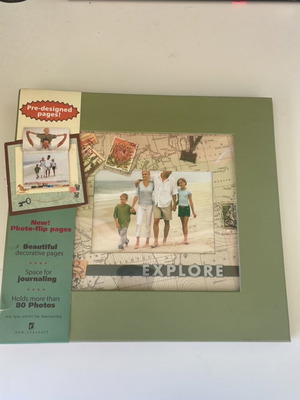 Pre-designed
pages!
New!
Photo-flip pages
Beautiful
decorative pages
Space for
journaling
Holds more than
80 Photos
EXPLORE